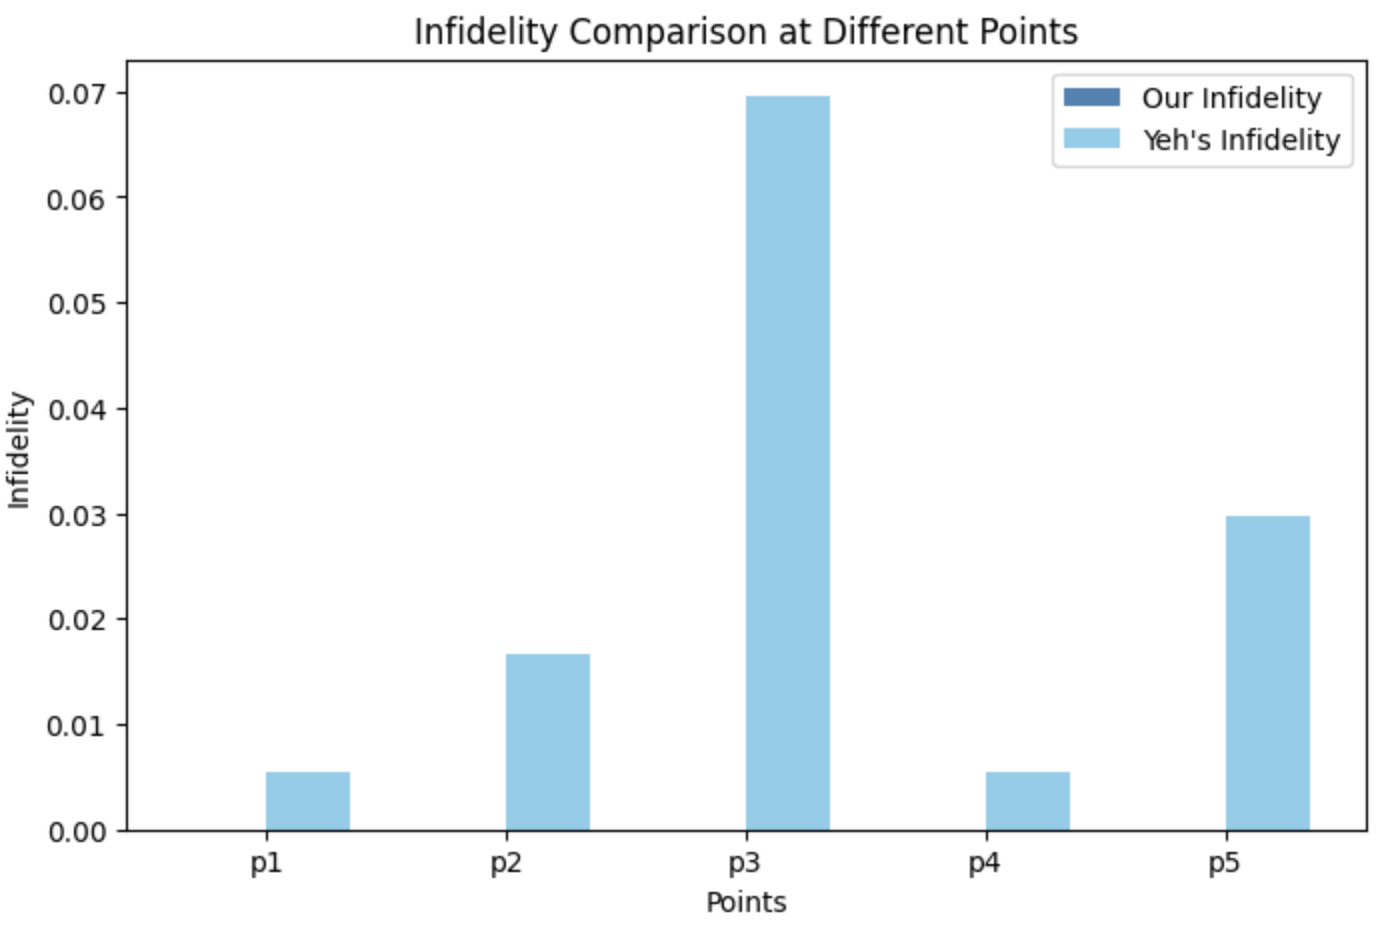 Infidelity Comparison at Different Points
Our Infidelity
Yeh's Infidelity
Infidelity
0.07
0.06
0.05
0.04
0.03
0.02
0.01
0.00
p1 p2 p3 p4 p5
Points